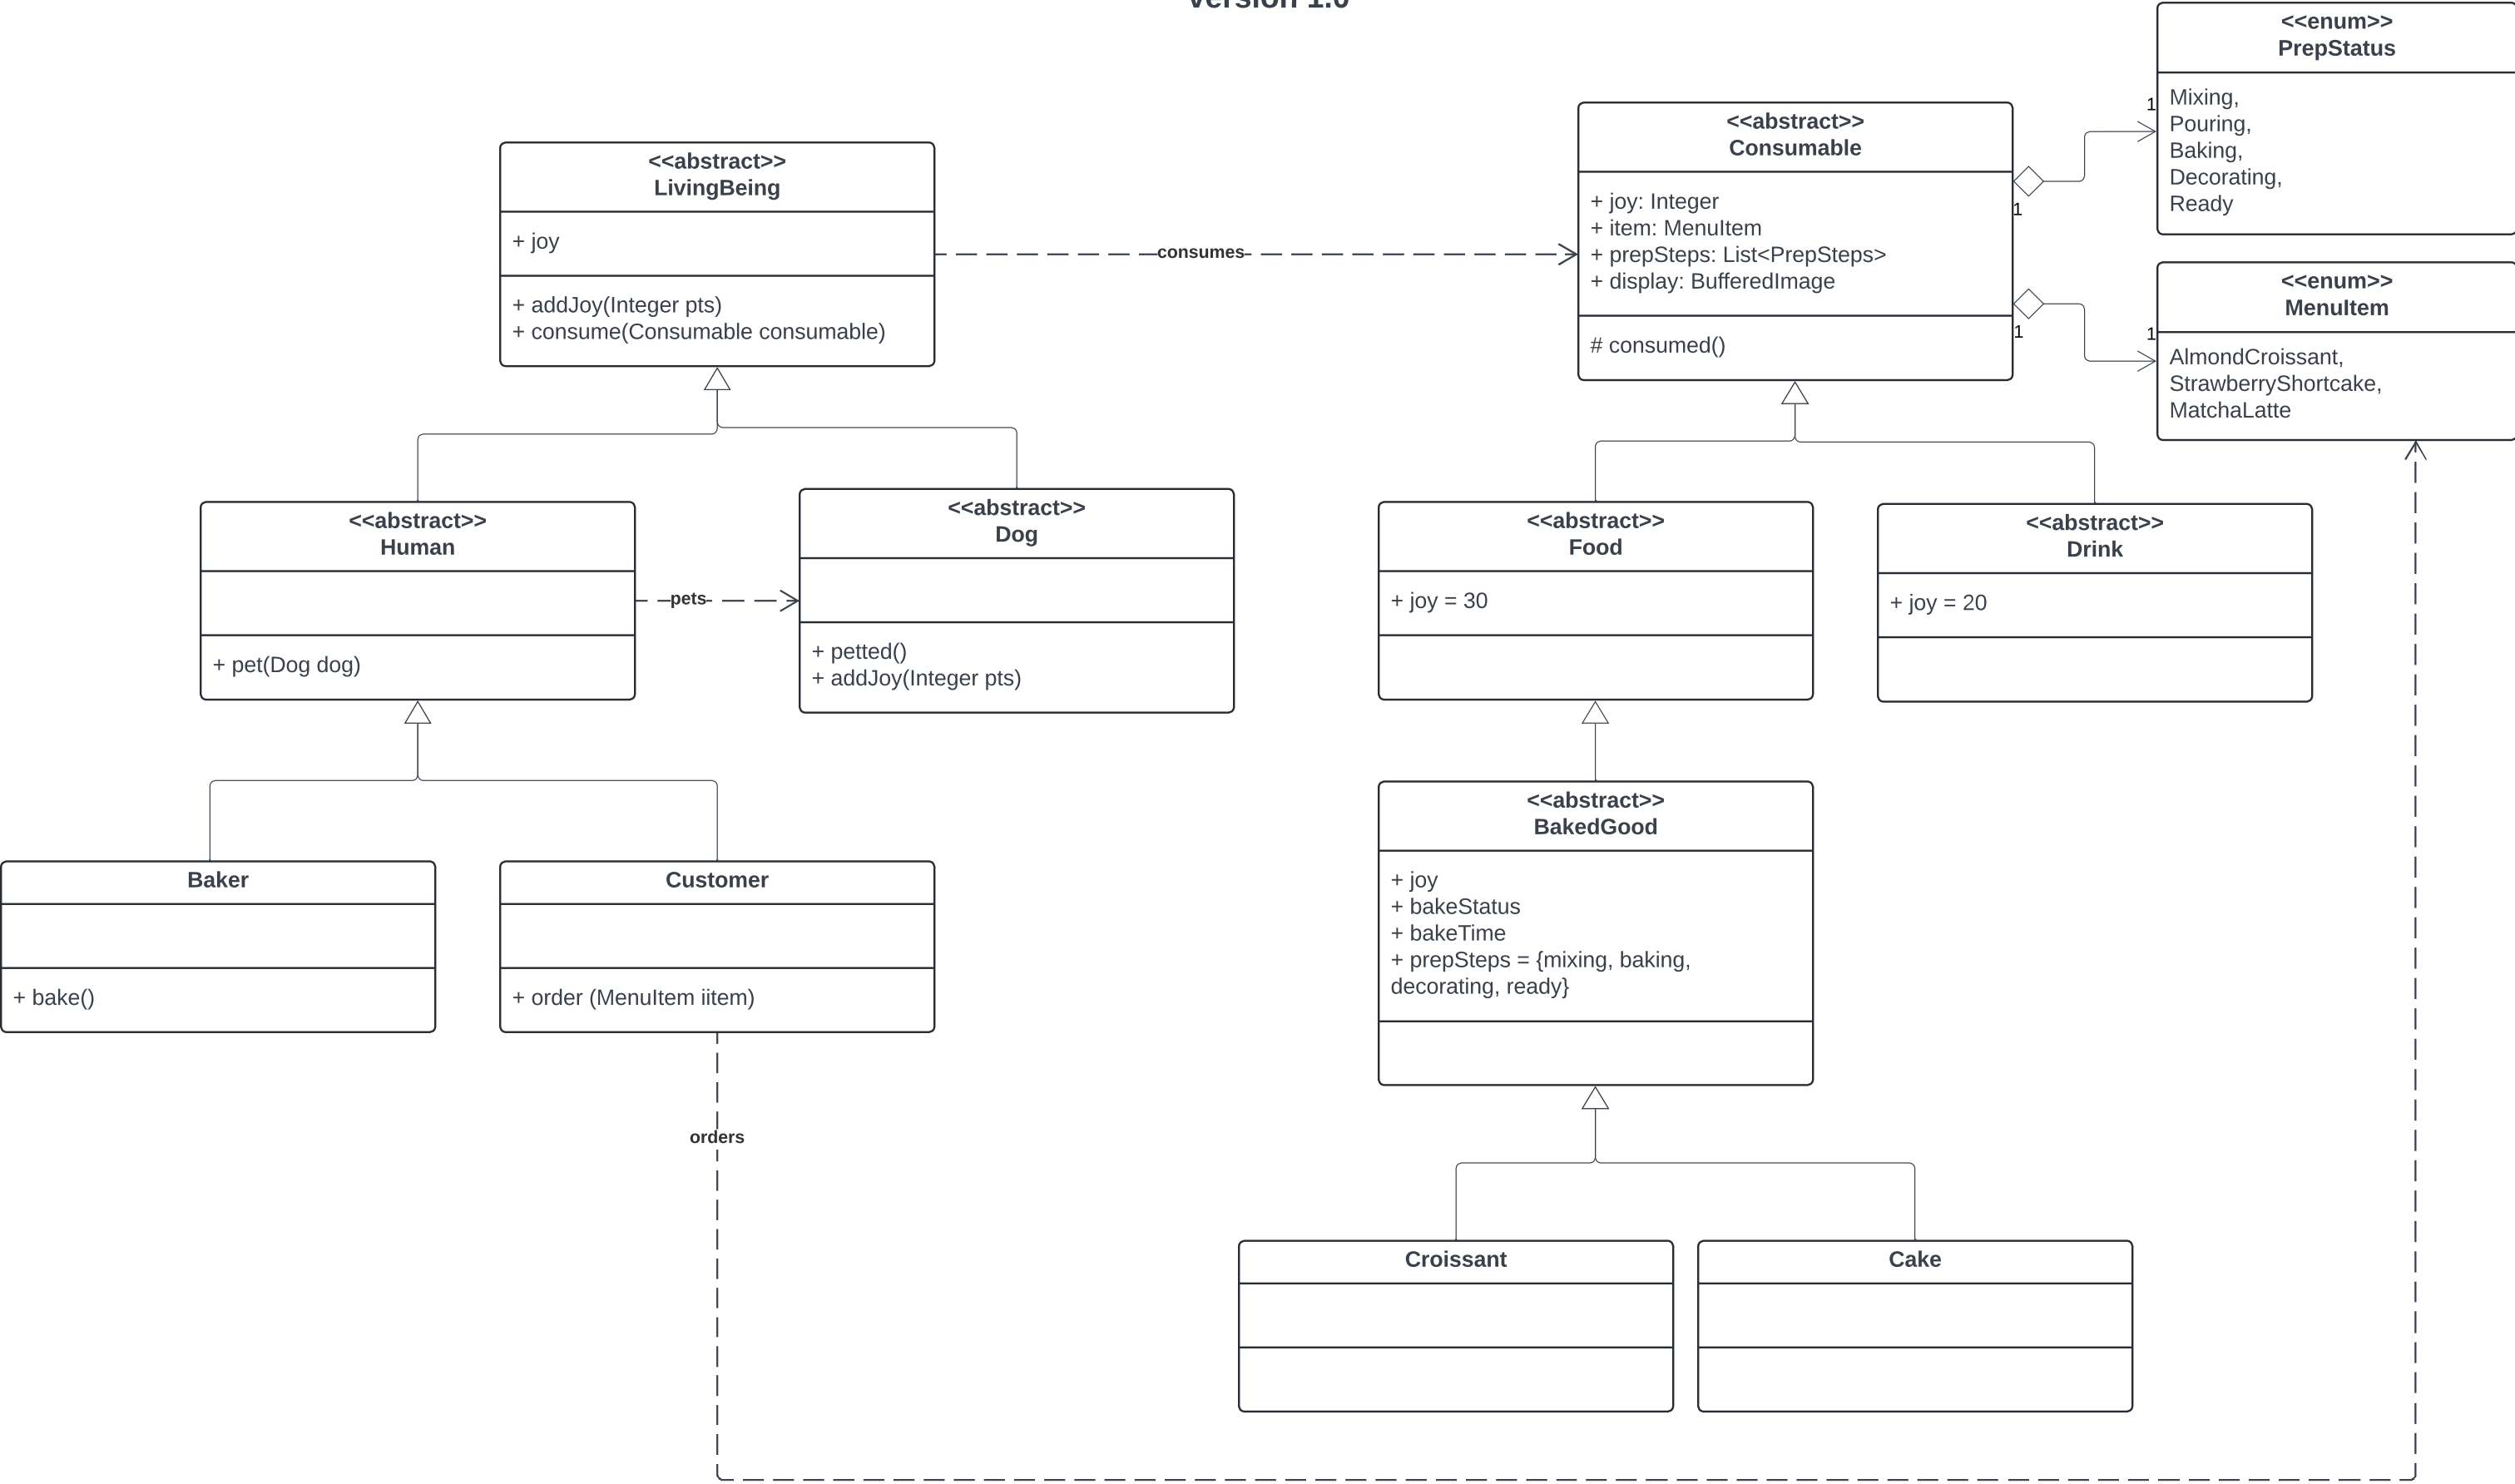 Version 1.0
<<enum>>
PrepStatus
Mixing,
Pouring,
Baking,
Decorating,
Ready
1
1
<<abstract>>
Consumable
+ joy: Integer
+ item: MenuItem
+ prepSteps: List<PrepSteps>
+ display: BufferedImage
# consumed()
<<abstract>>
LivingBeing
+ joy
+ addJoy(Integer pts)
+ consume(Consumable consumable)
consumes
<<enum>>
MenuItem
AlmondCroissant,
StrawberryShortcake,
MatchaLatte
1
1
<<abstract>>
Human
+ pet(Dog dog)
pets
<<abstract>>
Dog
+ petted()
+ addJoy(Integer pts)
<<abstract>>
Food
+ joy = 30
<<abstract>>
Drink
+ joy = 20
<<abstract>>
BakedGood
+ joy
+ bakeStatus
+ bakeTime
+ prepSteps = {mixing, baking,
decorating, ready}
Baker
+ bake()
Customer
+ order (MenuItem iitem)
orders
Croissant
Cake